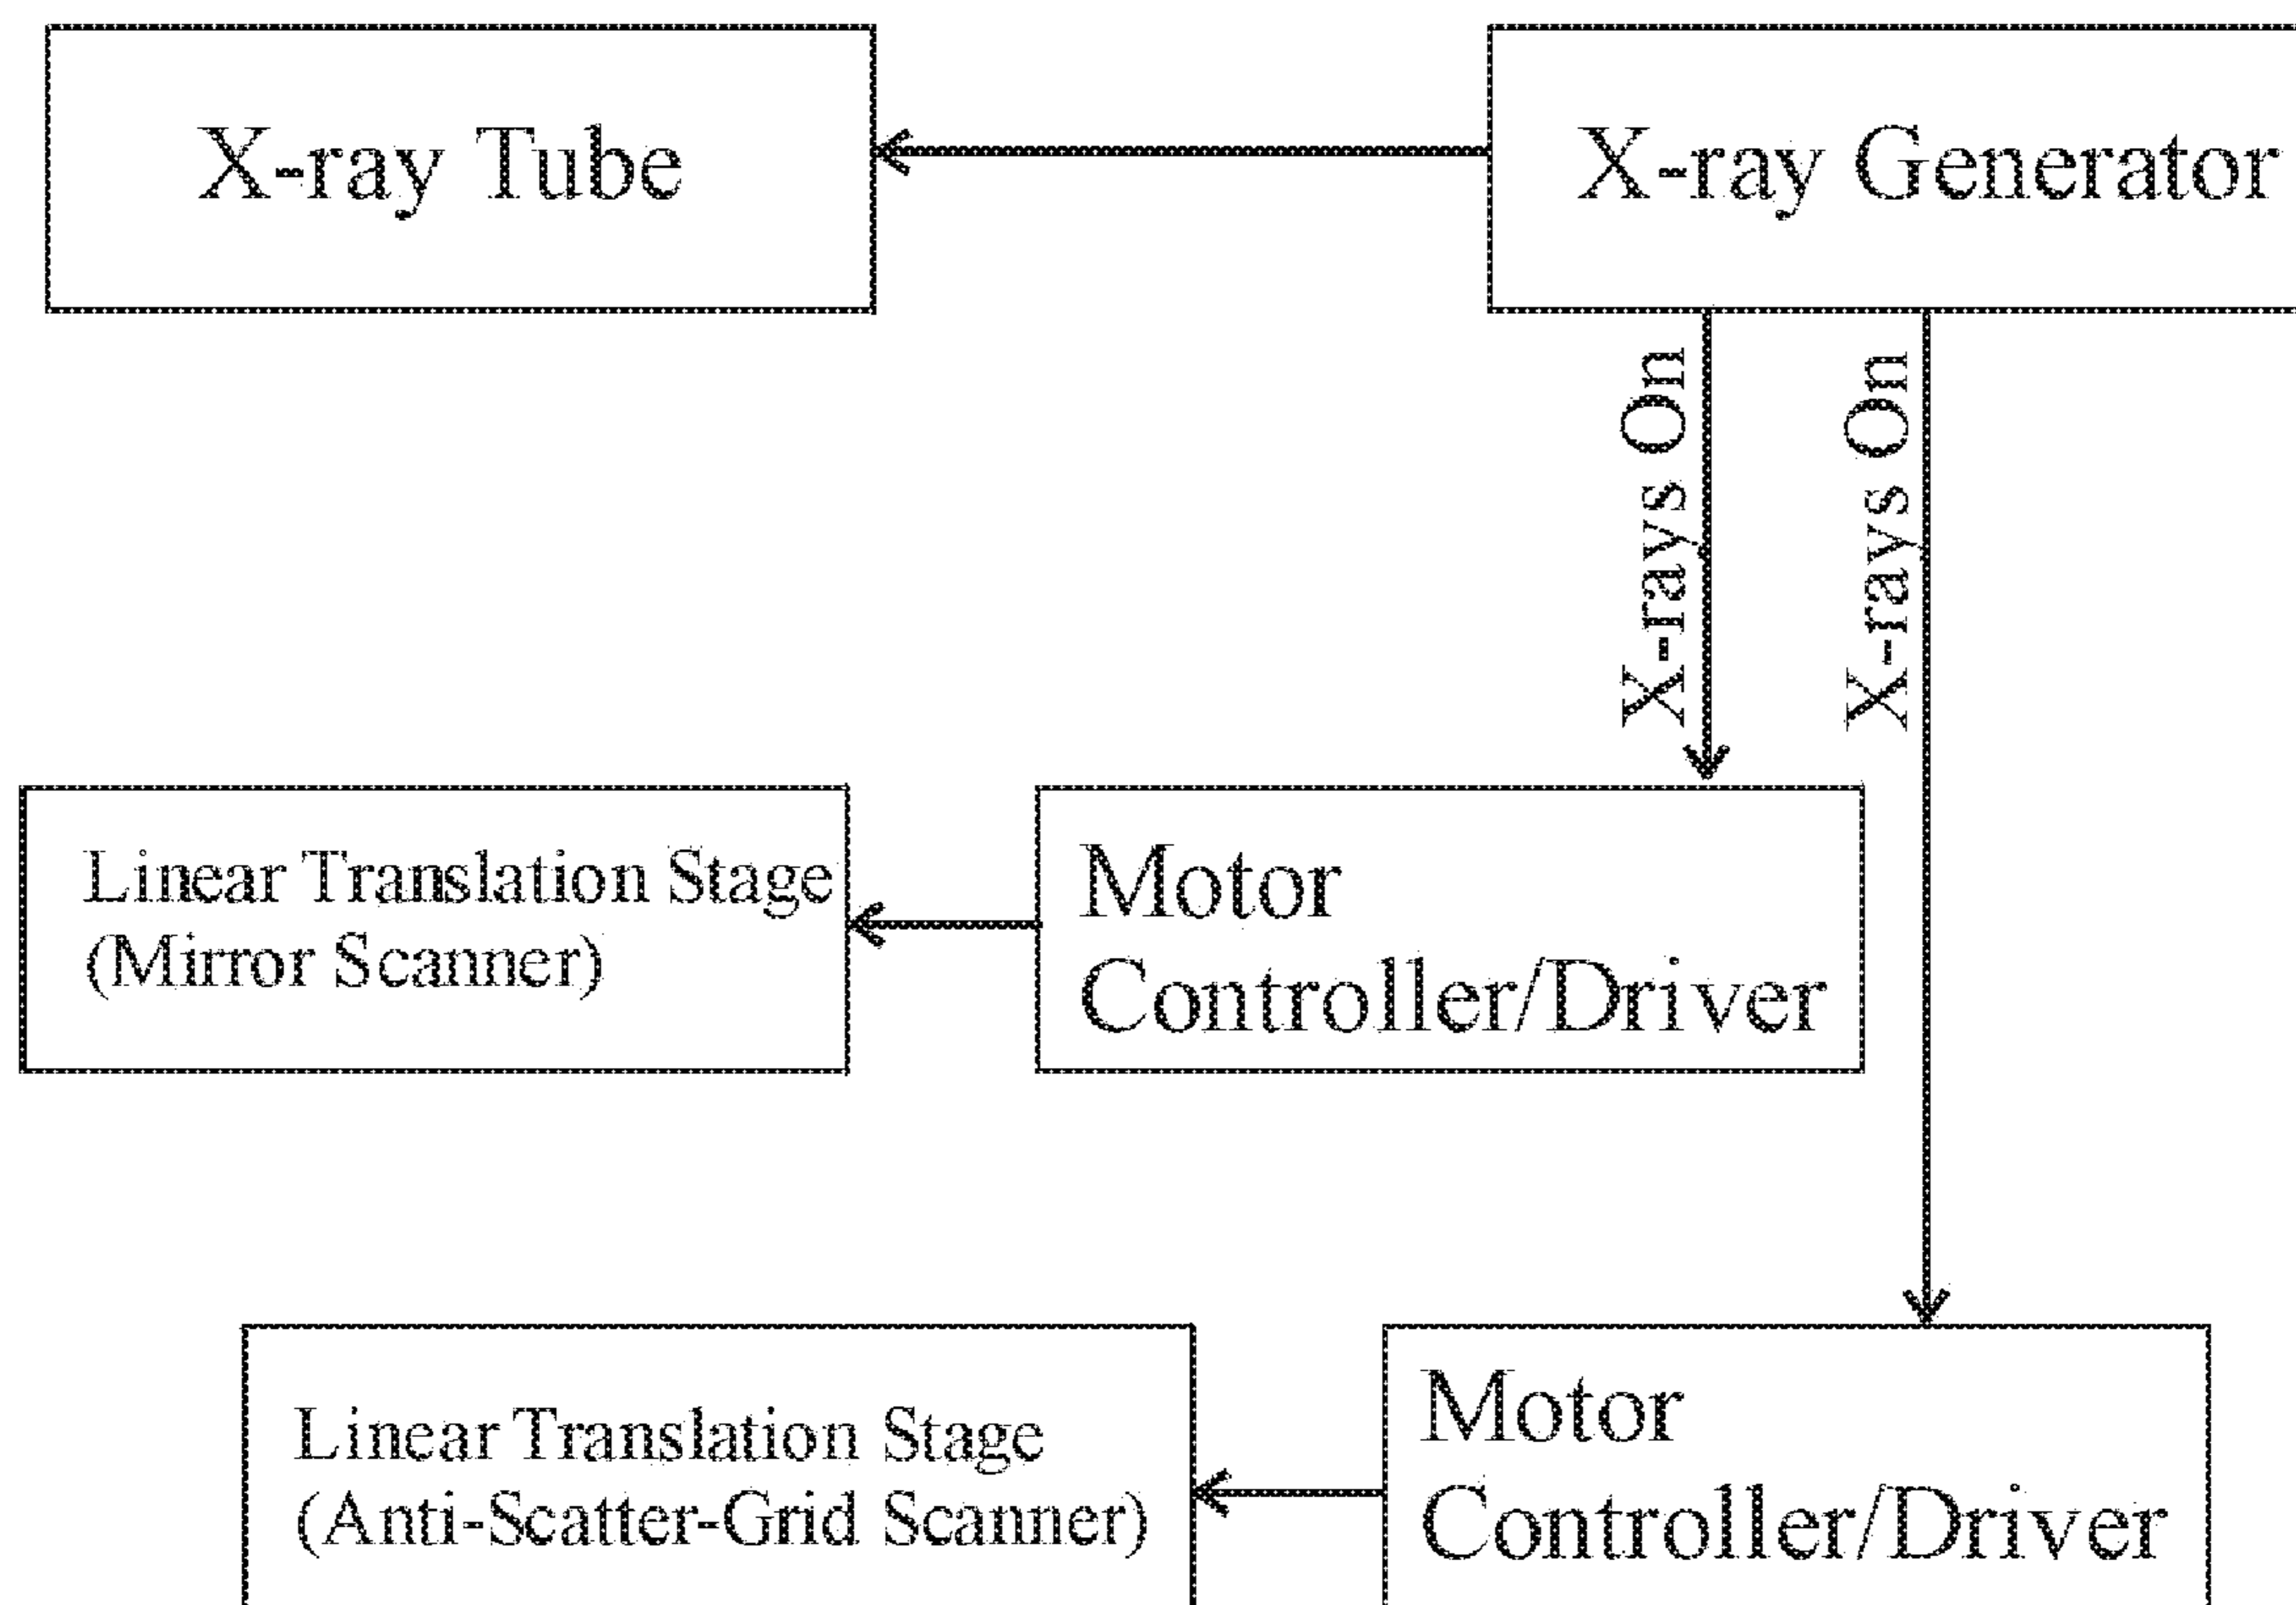 X-ray Tube
X-ray Generator
X-rays On
X-rays On
Linear Translation Stage
(Mirror Scanner)
Motor
Controller/Driver
Linear Translation Stage
(Anti-Scatter-Grid Scanner)
Motor
Controller/Driver